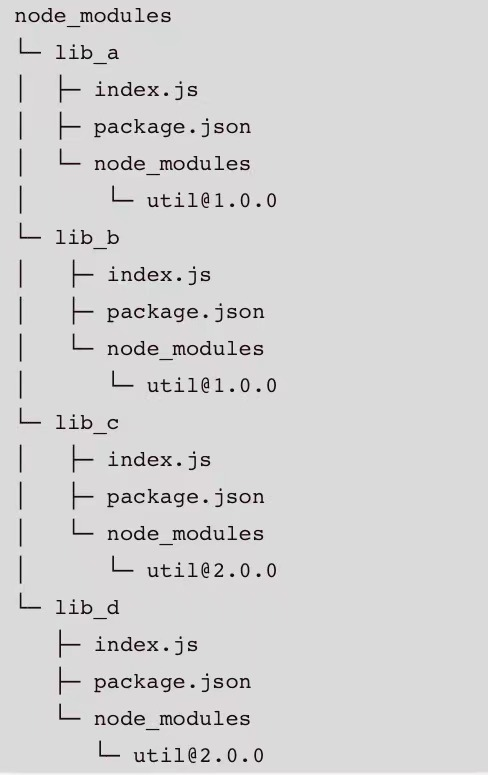 node_modules
└─ lib_a
│  ├─ index.js
│  ├─ package.json
│  └─ node_modules
│      └─ util@1.0.0
└─ lib_b
│   ├─ index.js
│   ├─ package.json
│   └─ node_modules
│      └─ util@1.0.0
└─ lib_c
│   ├─ index.js
│   ├─ package.json
│   └─ node_modules
│      └─ util@2.0.0
└─ lib_d
   ├─ index.js
   ├─ package.json
   └─ node_modules
      └─ util@2.0.0